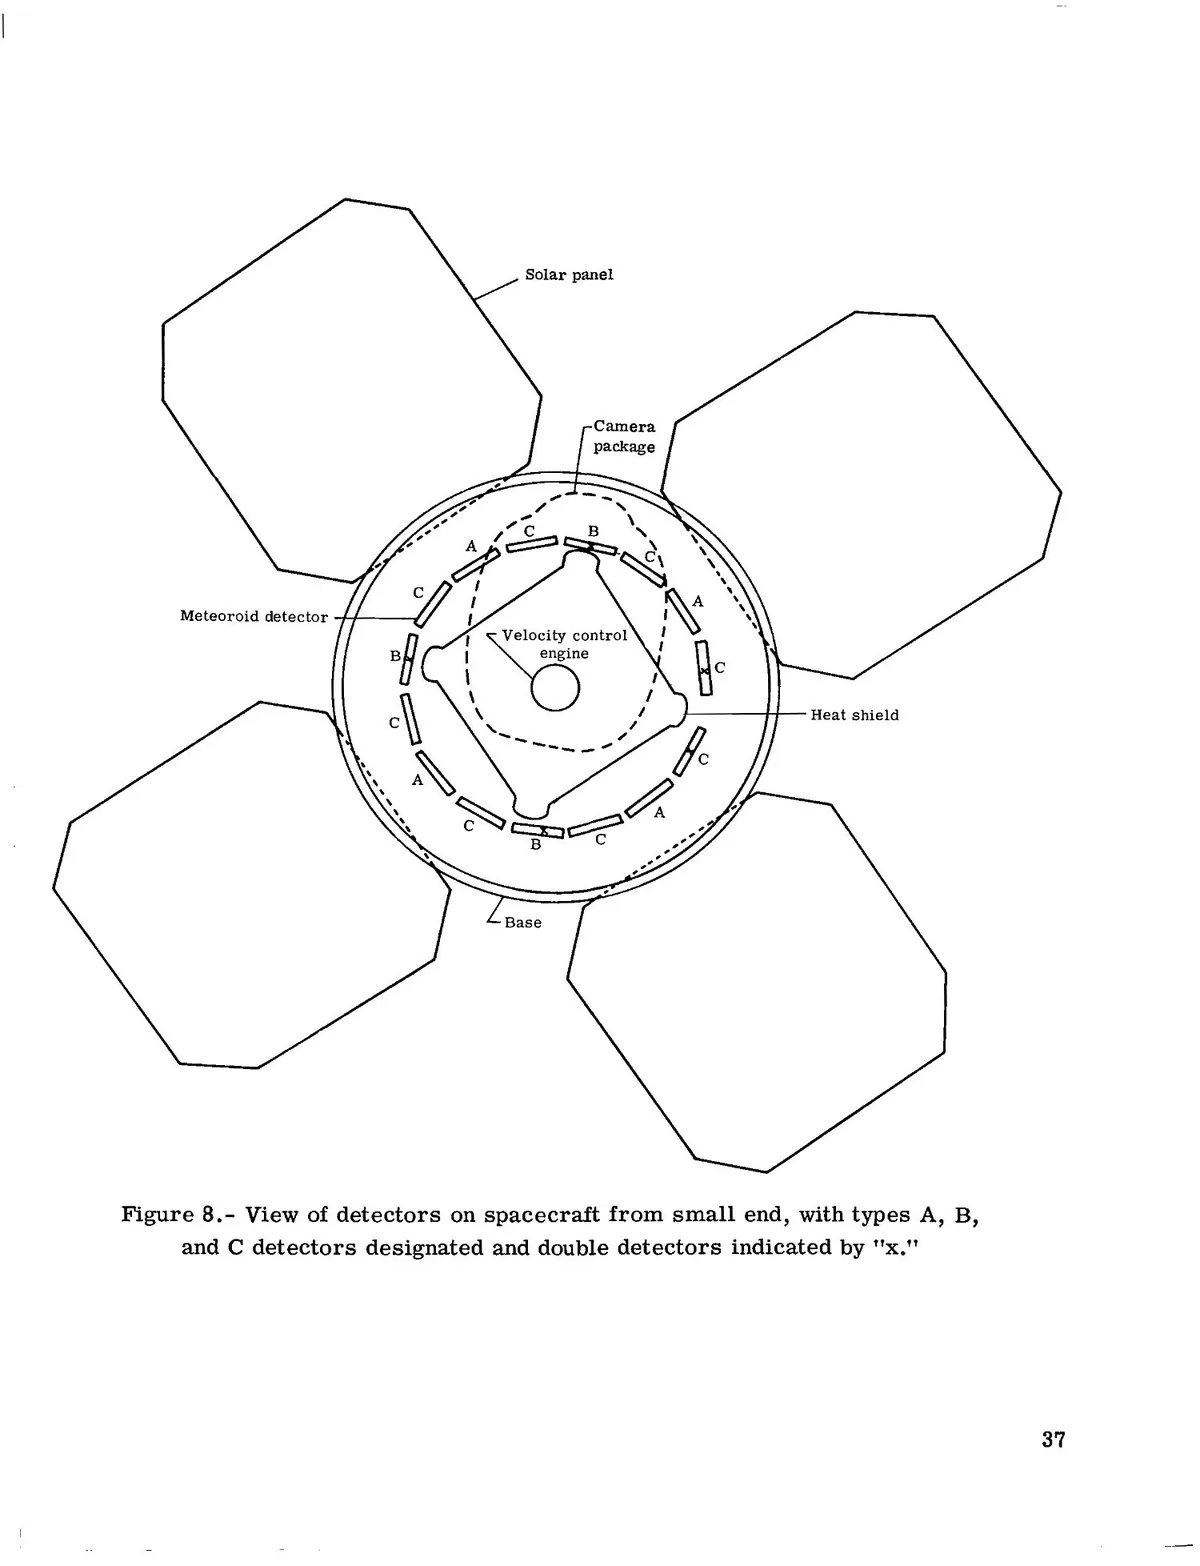 Solar panel
Camera
package
C
B
A
C
C
A
Meteoroid detector
Velocity control
engine
B
C
Heat shield
C
C
A
A
C
B
C
Base
Figure 8.- View of detectors on spacecraft from small end, with types A, B,
and C detectors designated and double detectors indicated by "x."
37